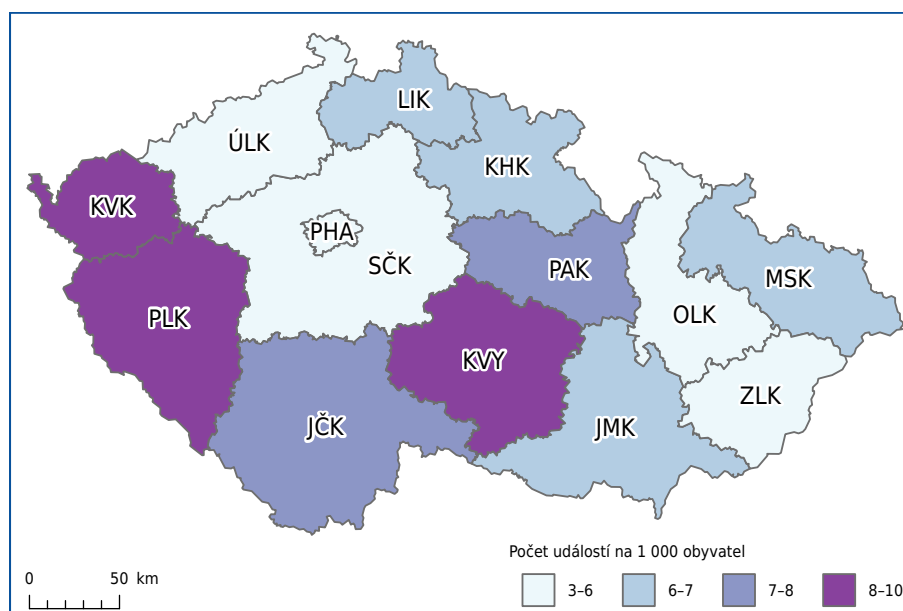 LIK
ÚLK
KHK
KVK
PHA
SČK
PAK
MSK
PLK
OLK
KVY
ZLK
JČK
JMK
Počet událostí na 1 000 obyvatel
0 50 km
3–6 6–7 7–8 8–10